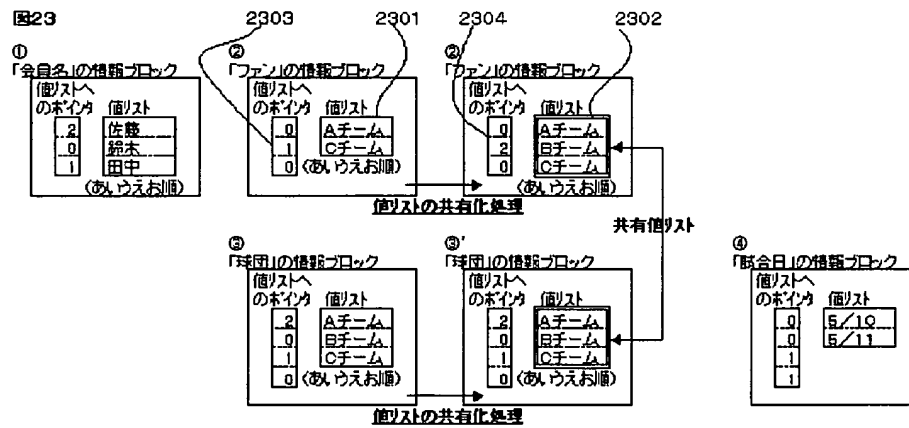 図23
2303
2301
2304
2302
①
「会員名」の情報ブロック
値リストへ
のポインタ 値リスト
2 佐藤
0 鈴木
1 田中
(あいうえお順)
②
「ファン」の情報ブロック
値リストへ
のポインタ 値リスト
0 Aチーム
1 Cチーム
0 (あいうえお順)
②
「ファン」の情報ブロック
値リストへ
のポインタ 値リスト
0 Aチーム
2 Bチーム
0 Cチーム
(あいうえお順)
値リストの共有化処理
共有値リスト
③
「球団」の情報ブロック
値リストへ
のポインタ 値リスト
2 Aチーム
0 Bチーム
1 Cチーム
0 (あいうえお順)
③'
「球団」の情報ブロック
値リストへ
のポインタ 値リスト
2 Aチーム
0 Bチーム
1 Cチーム
0 (あいうえお順)
値リストの共有化処理
④
「試合日」の情報ブロック
値リストへ
のポインタ 値リスト
0 5/10
0 5/11
1
1